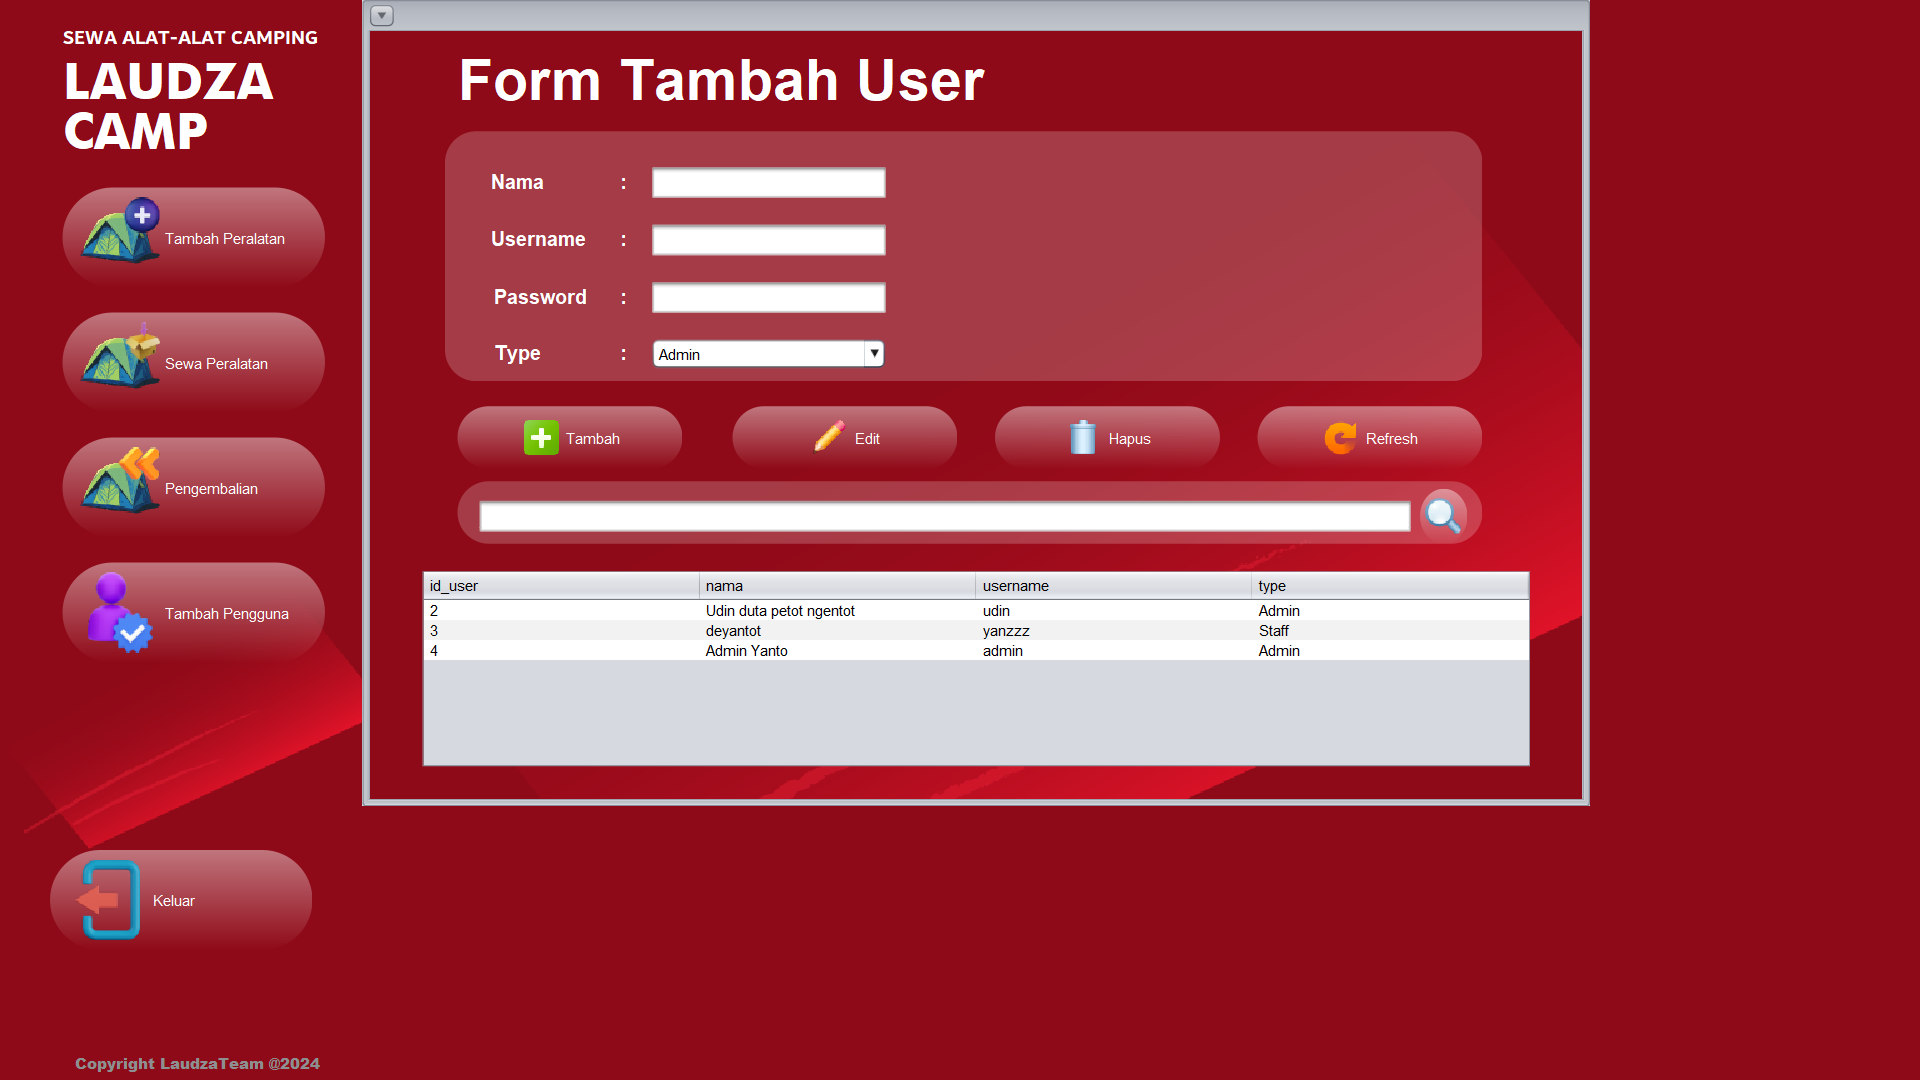 SEWA ALAT-ALAT CAMPING
LAUDZA
CAMP
Tambah Peralatan
Sewa Peralatan
Pengembalian
Tambah Pengguna
Keluar
Copyright LaudzaTeam @2024
Form Tambah User
Nama :
Username :
Password :
Type : Admin
Tambah Edit Hapus Refresh
id_user nama username type
2 Udin duta petot ngentot udin Admin
3 deyantot yanzzz Staff
4 Admin Yanto admin Admin